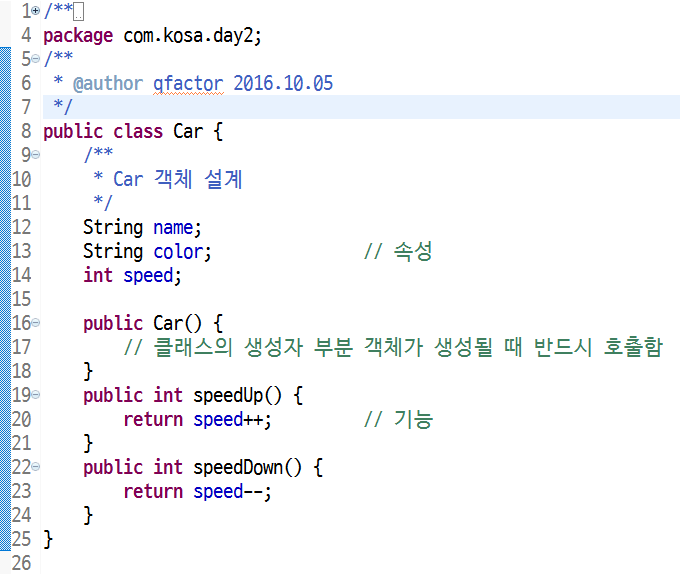 1 /**
4 package com.kosa.day2;
5 /**
6  * @author qfactor 2016.10.05
7  */
8 public class Car {
9     /**
10      * Car 객체 설계
11      */
12     String name;
13     String color;               // 속성
14     int speed;
15
16     public Car() {
17         // 클래스의 생성자 부분 객체가 생성될 때 반드시 호출함
18     }
19     public int speedUp() {
20         return speed++;         // 기능
21     }
22     public int speedDown() {
23         return speed--;
24     }
25 }
26